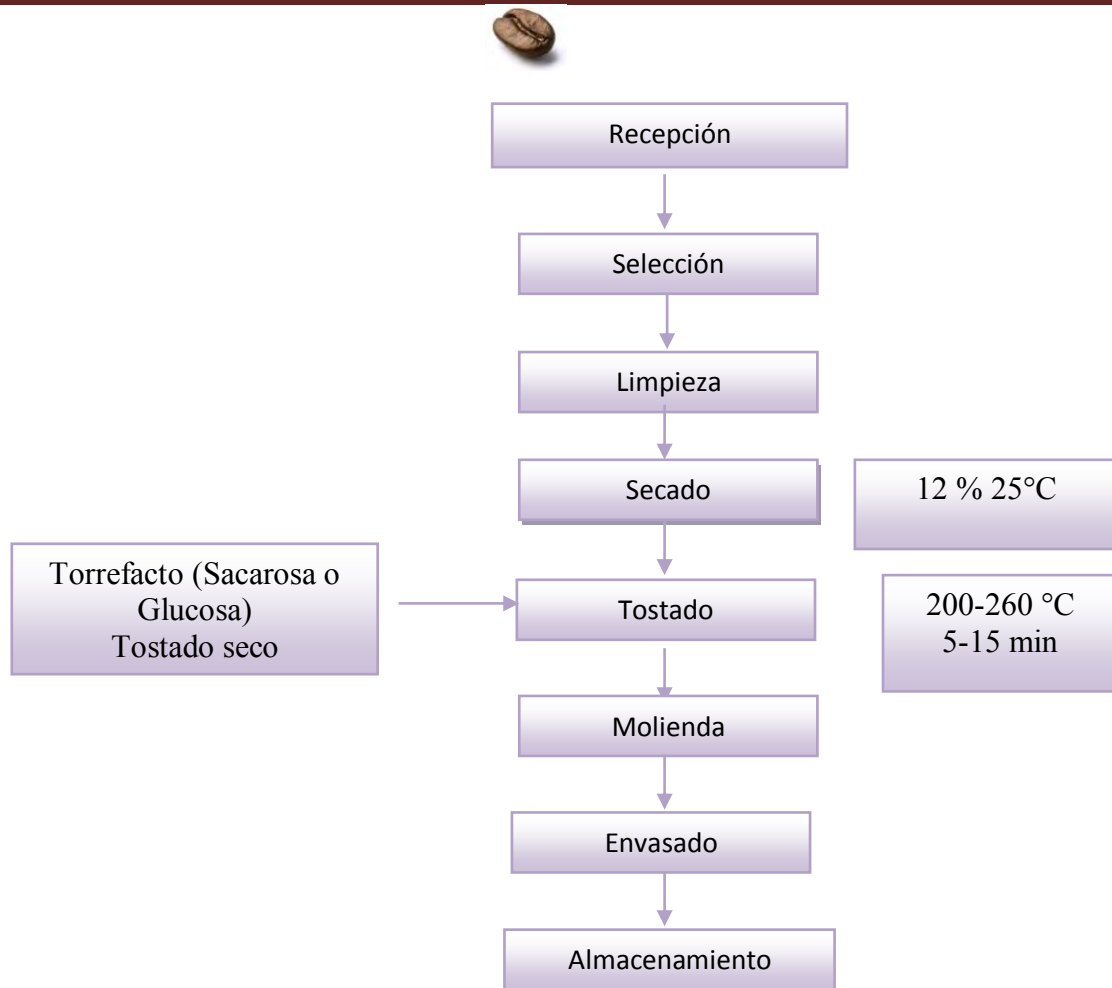 Recepción
Selección
Limpieza
Secado
12 % 25°C
Torrefacto (Sacarosa o
Glucosa)
Tostado seco
Tostado
200-260 °C
5-15 min
Molienda
Envasado
Almacenamiento